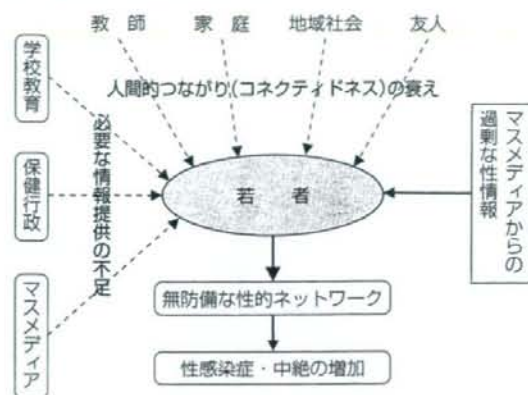 教師
家庭
地域社会
友人
人間的つながり(コネクティドネス)の衰え
学校教育
保健行政
マスメディア
必要な情報提供の不足
若者
マスメディアからの
過剰な性情報
無防備な性的ネットワーク
性感染症・中絶の増加